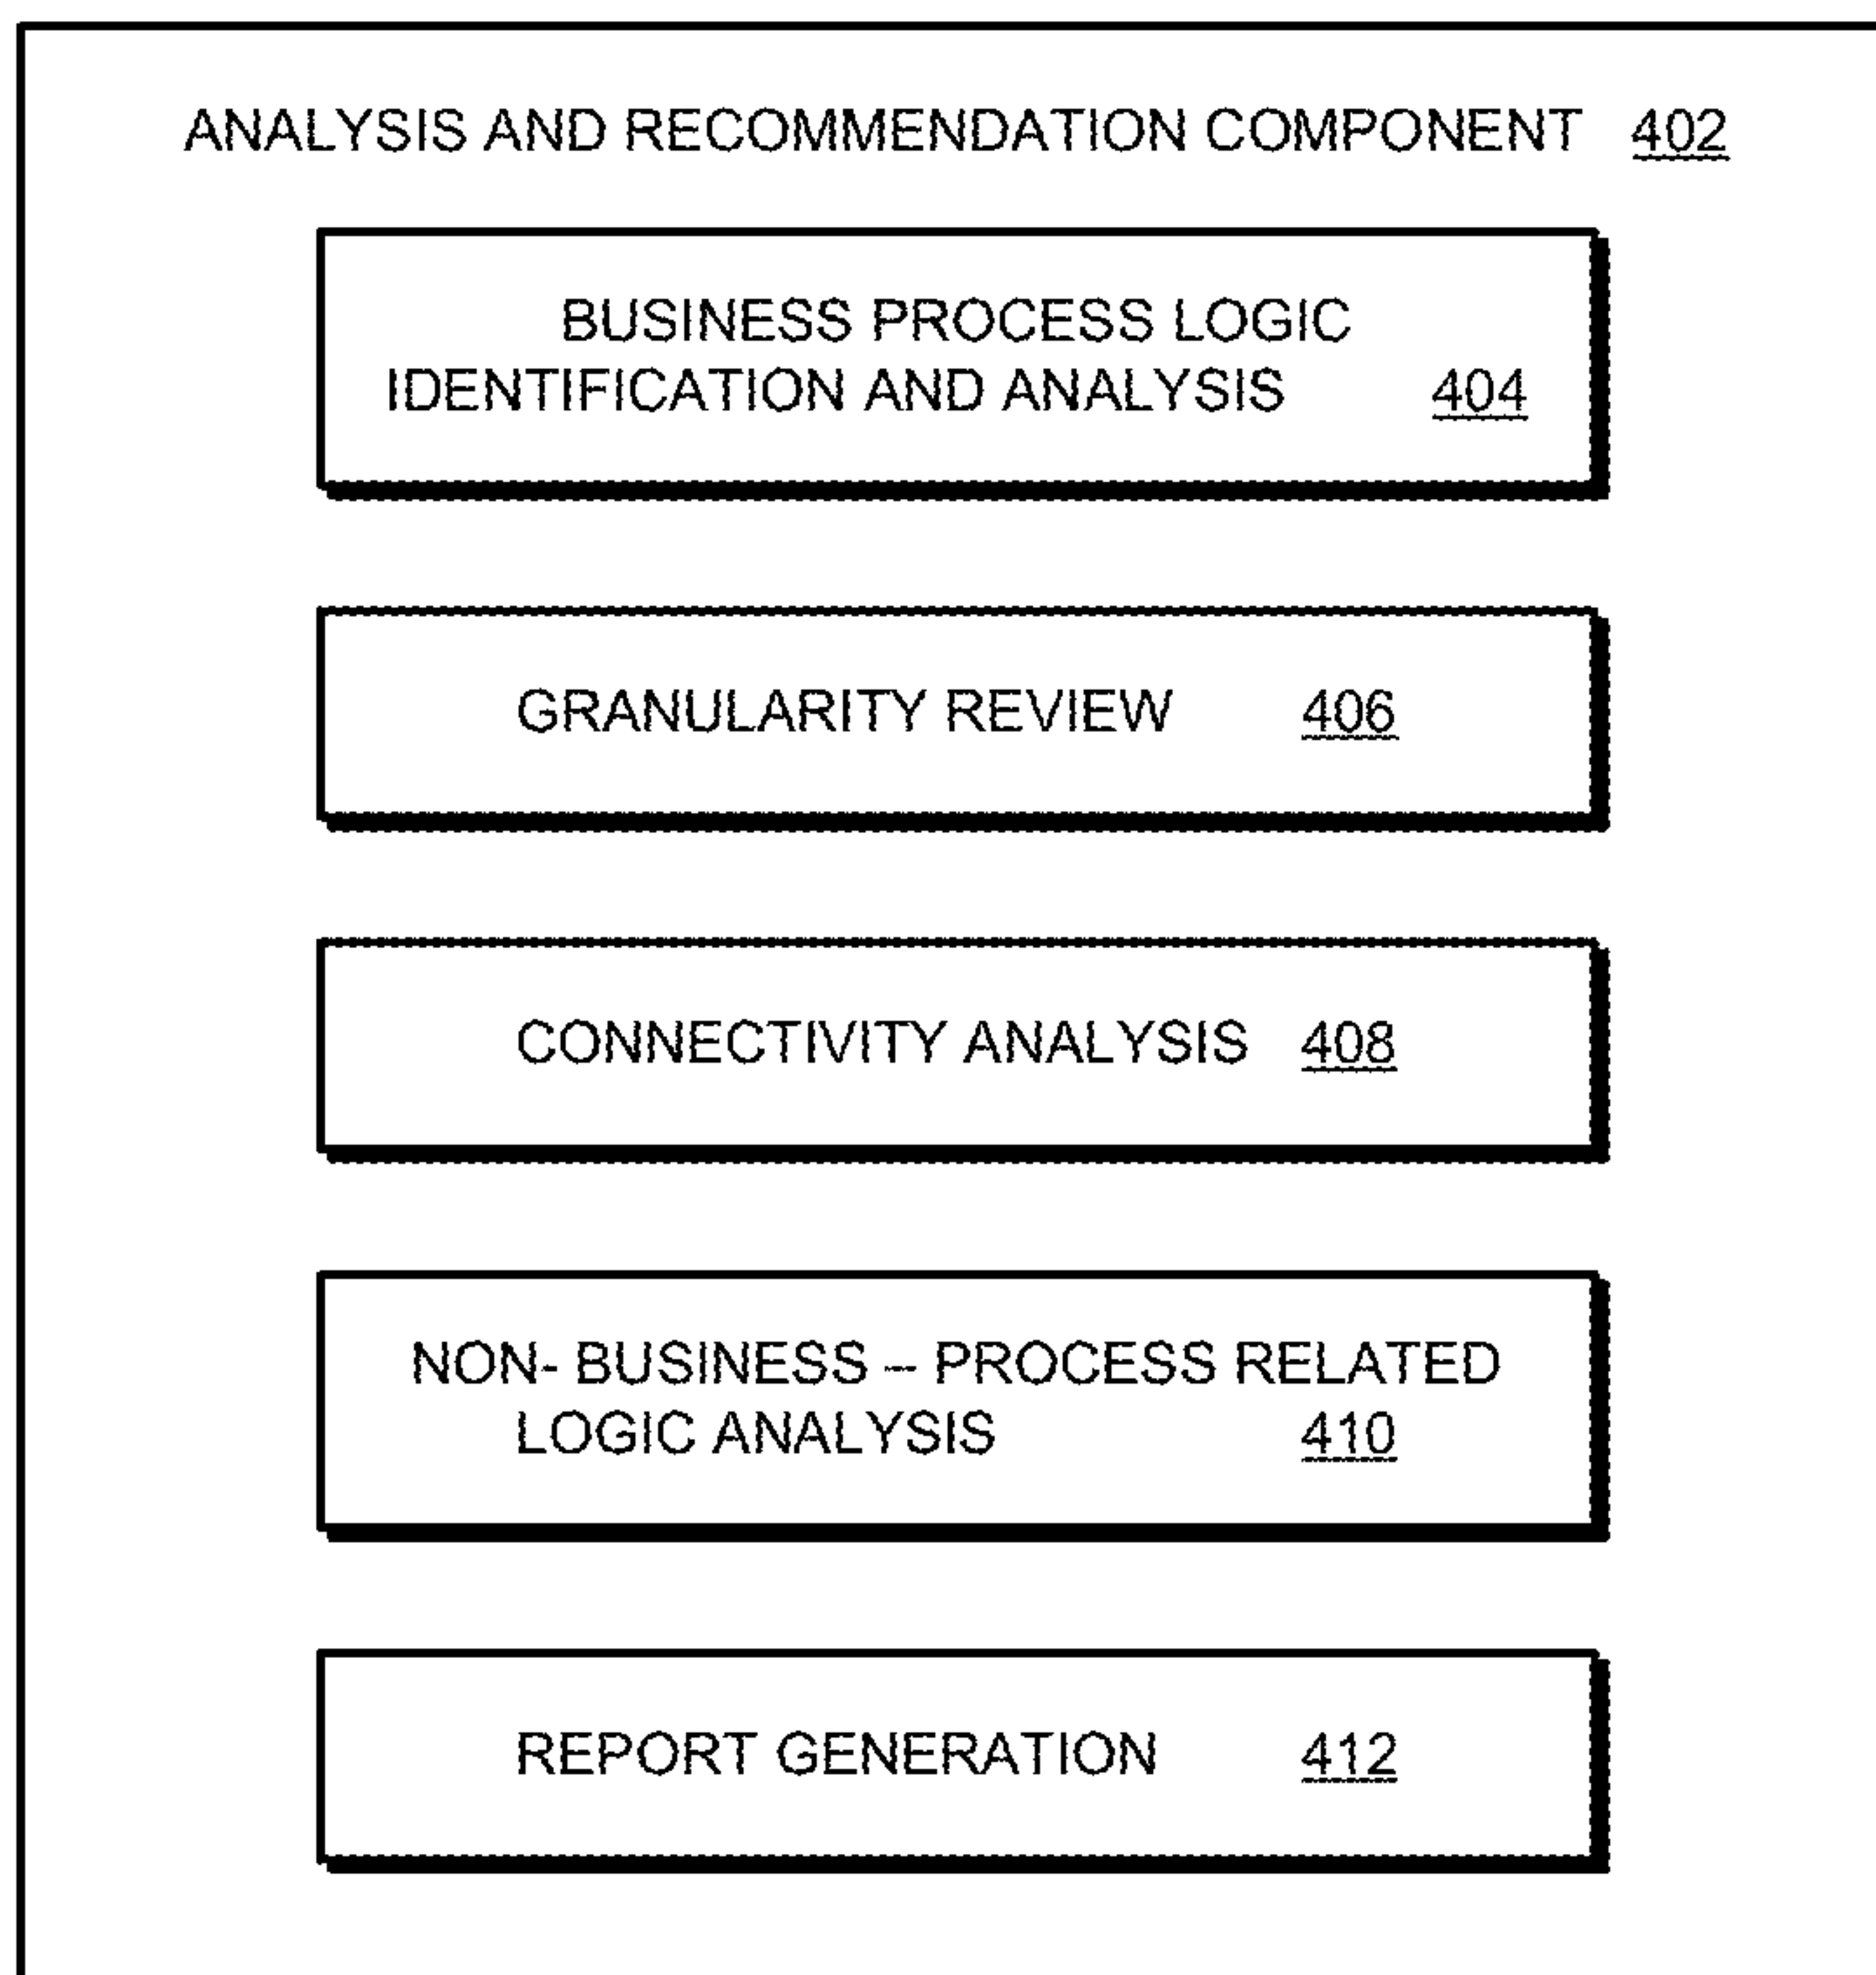 ANALYSIS AND RECOMMENDATION COMPONENT 402
BUSINESS PROCESS LOGIC
IDENTIFICATION AND ANALYSIS 404
GRANULARITY REVIEW 406
CONNECTIVITY ANALYSIS 408
NON- BUSINESS – PROCESS RELATED
LOGIC ANALYSIS 410
REPORT GENERATION 412